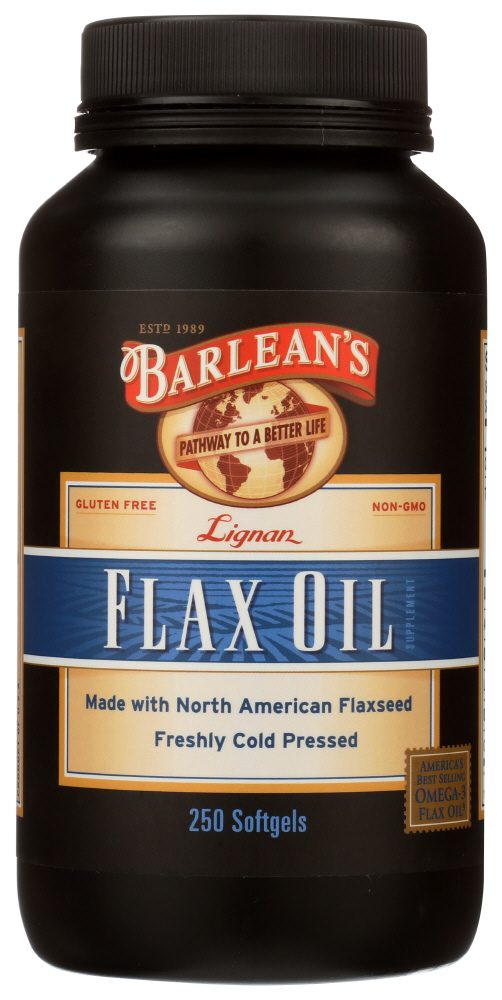 ESTD 1989
BARLEAN'S
PATHWAY TO A BETTER LIFE
GLUTEN FREE
NON-GMO
Lignan
FLAX OIL
SUPPLEMENT
Made with North American Flaxseed
Freshly Cold Pressed
AMERICA'S
BEST SELLING
OMEGA-3
FLAX OIL
250 Softgels